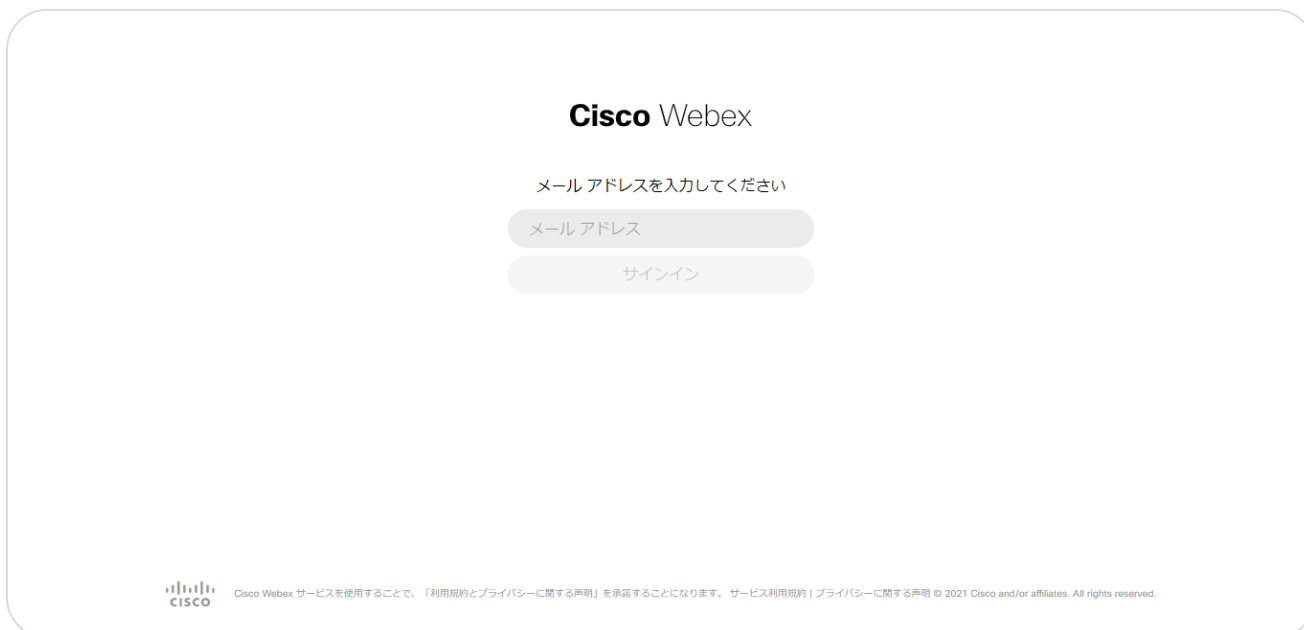 Cisco Webex
メール アドレスを入力してください
メール アドレス
サインイン
CISCO
Cisco Webex サービスを使用することで、「利用規約とプライバシーに関する声明」を承諾することになります。 サービス利用規約 | プライバシーに関する声明 © 2021 Cisco and/or affiliates. All rights reserved.